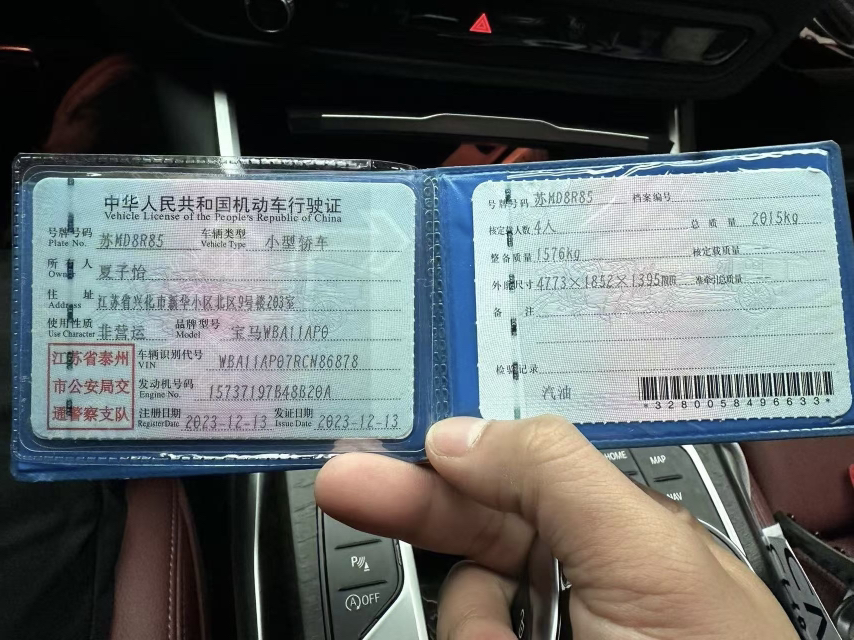 中华人民共和国机动车行驶证
Vehicle License of the People's Republic of China
号牌号码 苏MD8R85 车辆类型 小型轿车
Plate No. Vehicle Type
所有人 夏子怡
Owner
住址 江苏省兴化市新华小区北区9号楼203室
Address
使用性质 非营运 品牌型号 宝马WBA11AP0
Use Character Model
江苏省泰州
市公安局交
通警察支队
车辆识别代号 WBA11AP07RCN86878
VIN
发动机号码 15737197B48B20A
Engine No.
注册日期 2023-12-13 发证日期 2023-12-13
Register Date Issue Date
号牌号码 苏MD8R85 档案编号
核定载人数 4人 总质量 2015kg
整备质量 1576kg 核定载质量 --
外廓尺寸 4773×1852×1395mm 准牵引总质量 --
备注
检验记录
汽油
*3280058496633*
HOME
MAP
NAV
P
A OFF